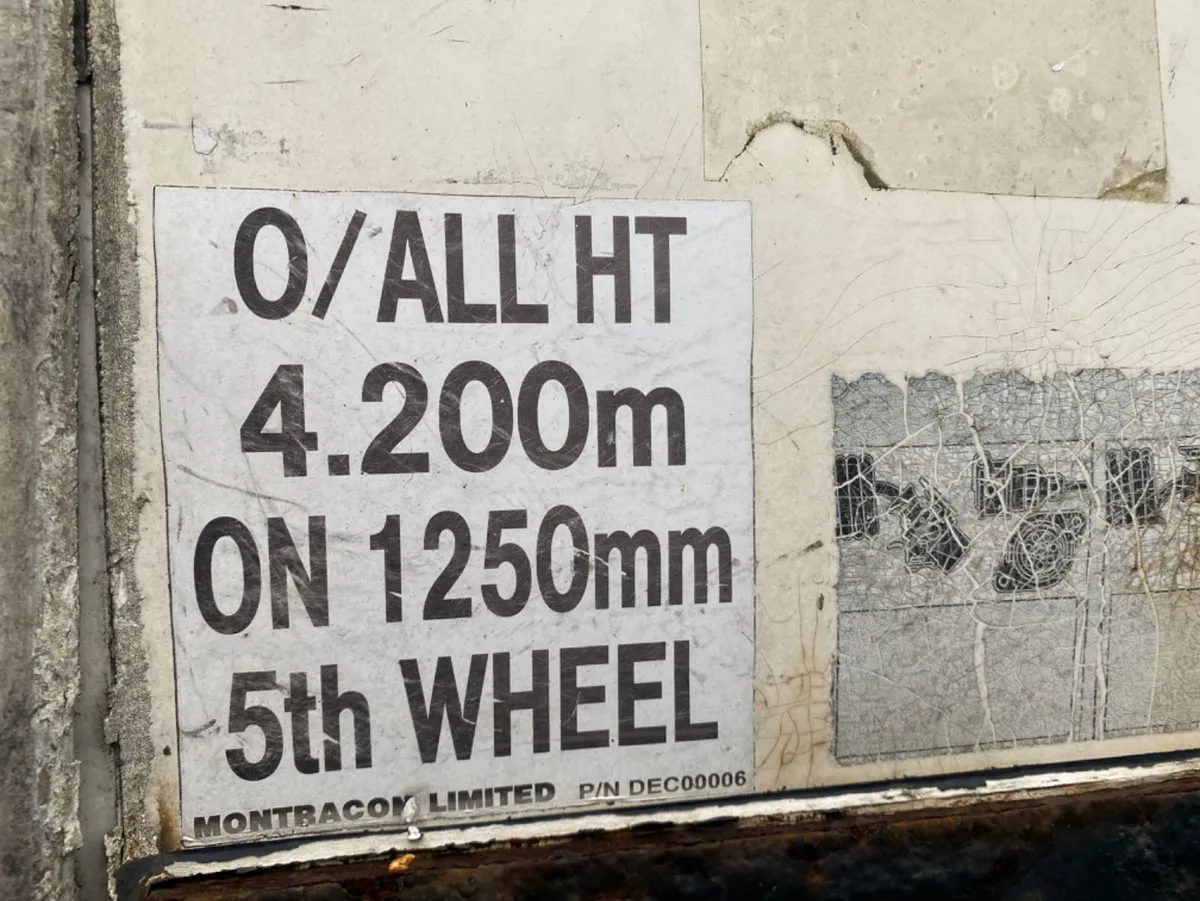 O/ALL HT
4.200m
ON 1250mm
5th WHEEL
MONTRACON LIMITED P/N DEC00006